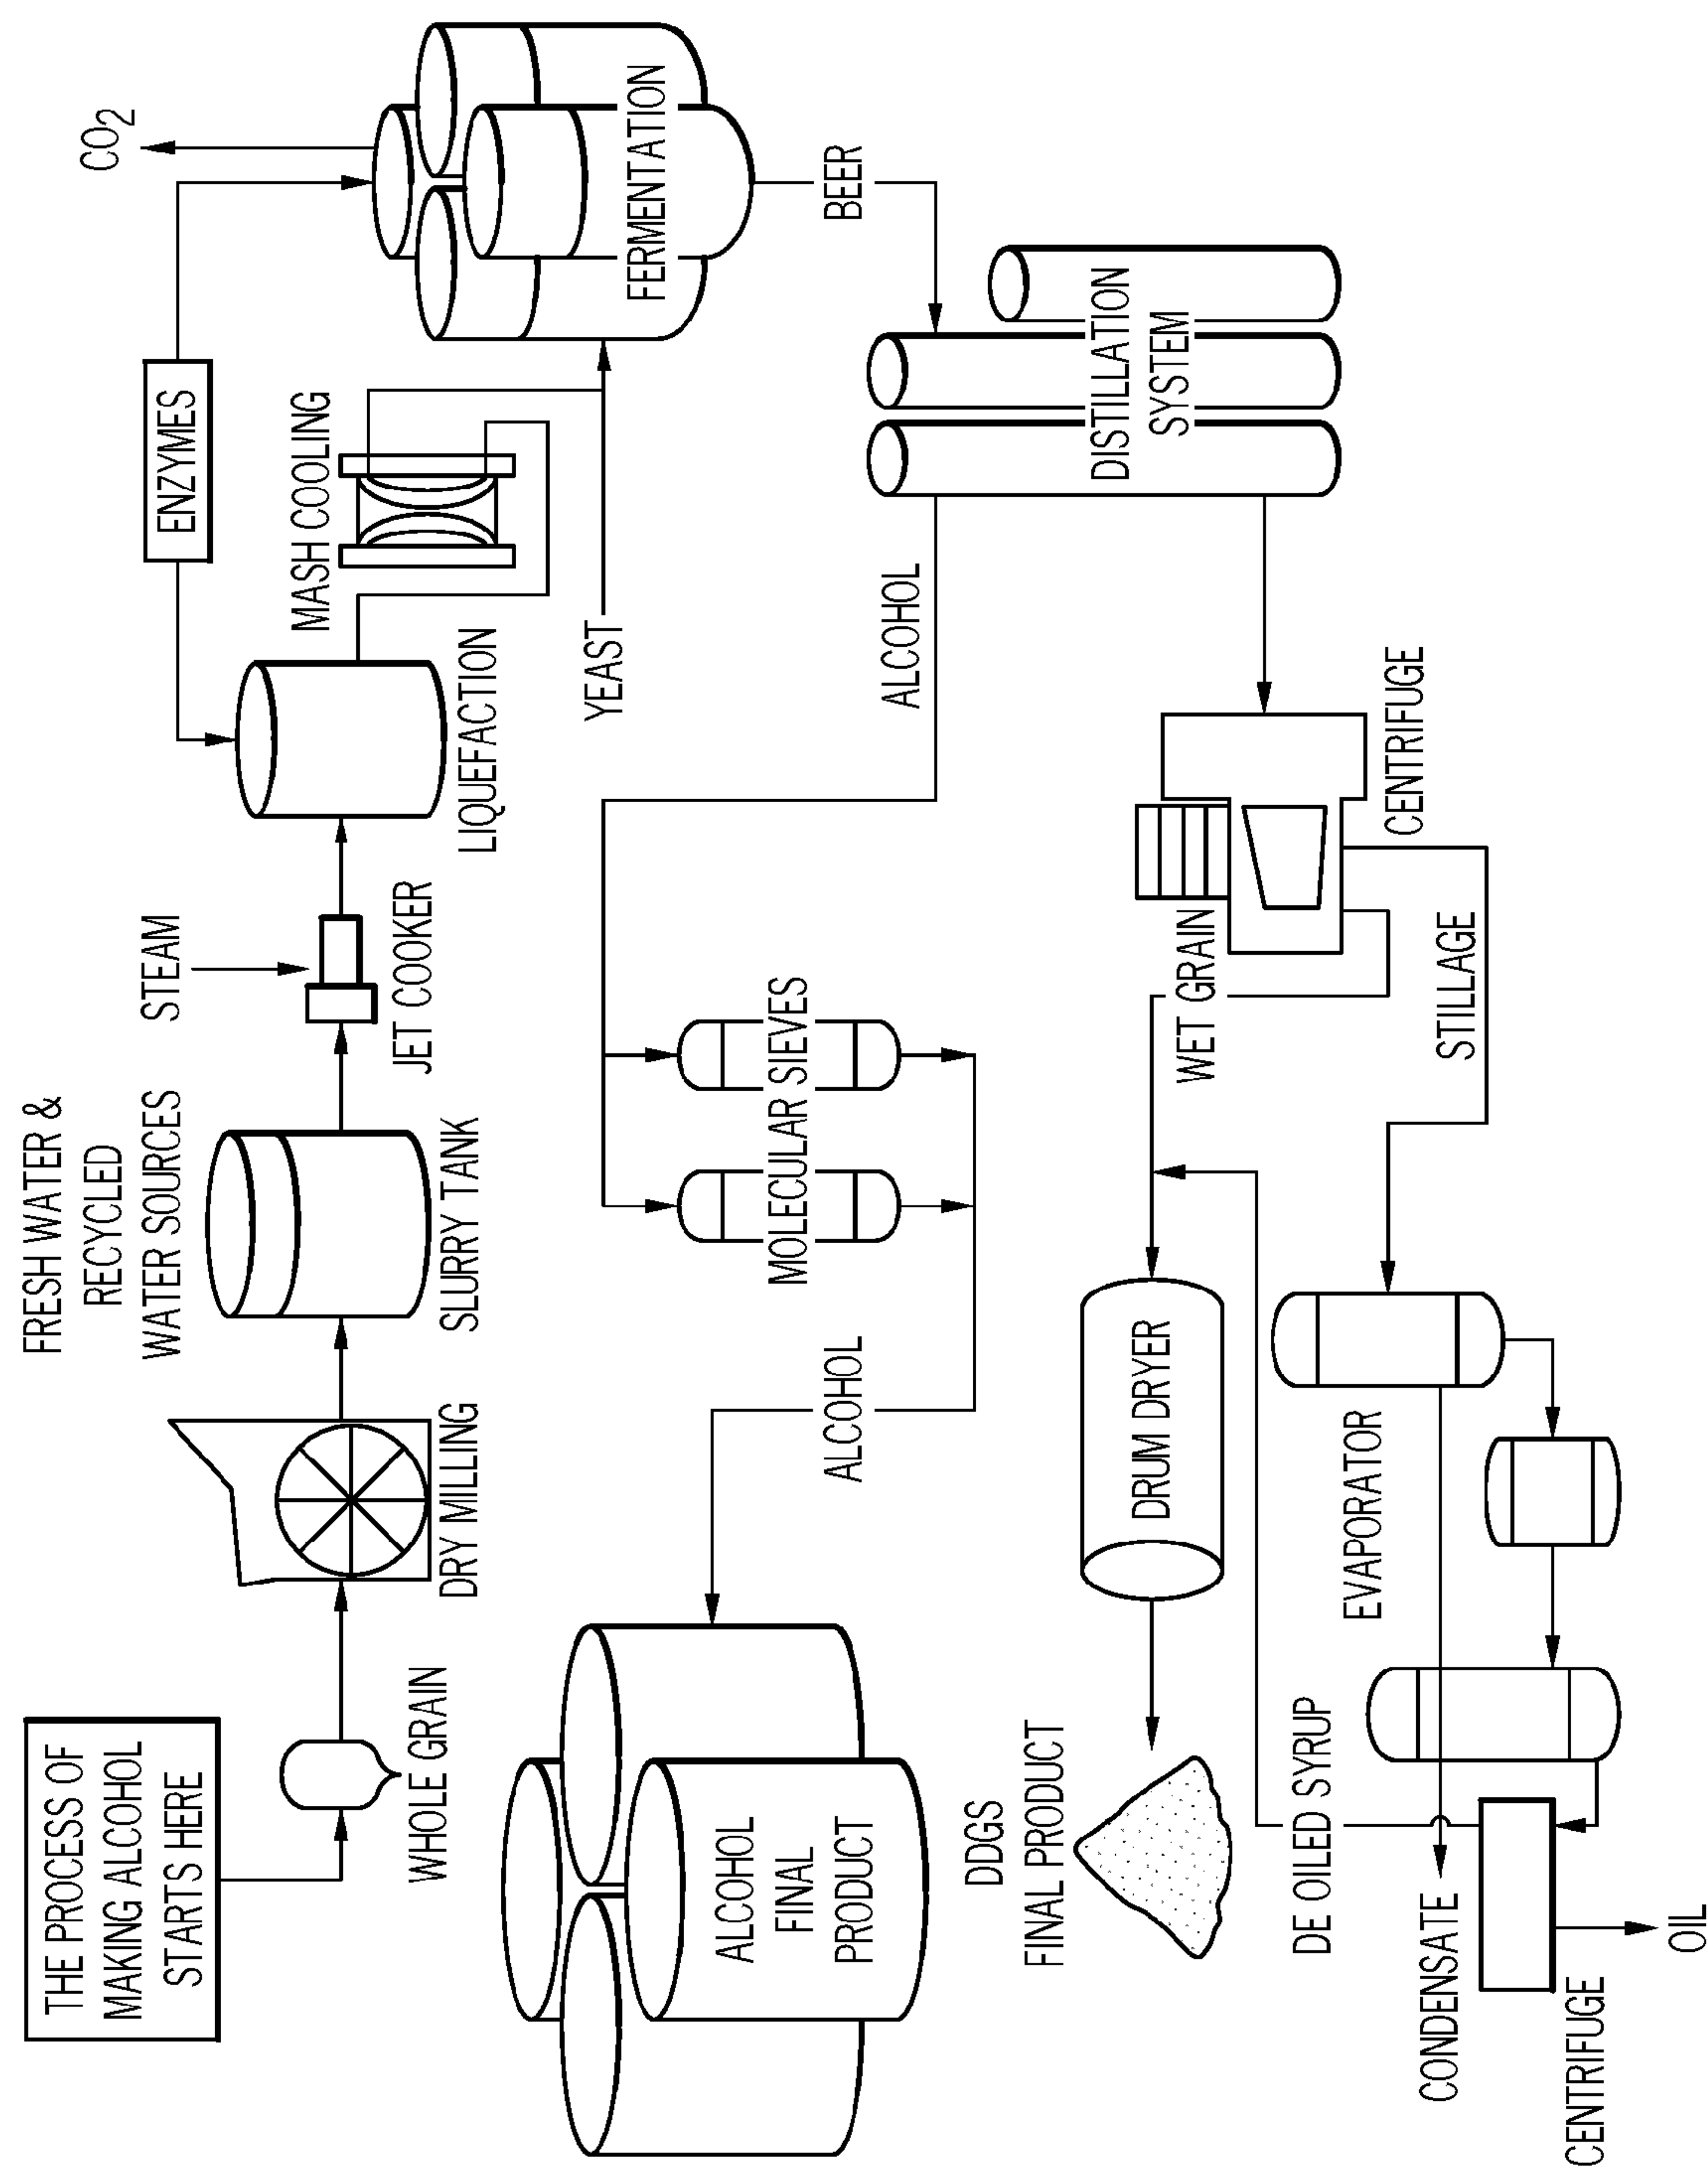 THE PROCESS OF
MAKING ALCOHOL
STARTS HERE
WHOLE GRAIN
DRY MILLING
FRESH WATER &
RECYCLED
WATER SOURCES
SLURRY TANK
STEAM
JET COOKER
LIQUEFACTION
ENZYMES
MASH COOLING
YEAST
CO2
FERMENTATION
BEER
DISTILLATION
SYSTEM
ALCOHOL
MOLECULAR SIEVES
ALCOHOL
ALCOHOL
FINAL
PRODUCT
CENTRIFUGE
WET GRAIN
STILLAGE
DRUM DRYER
DDGS
FINAL PRODUCT
EVAPORATOR
DE OILED SYRUP
CONDENSATE
CENTRIFUGE
OIL